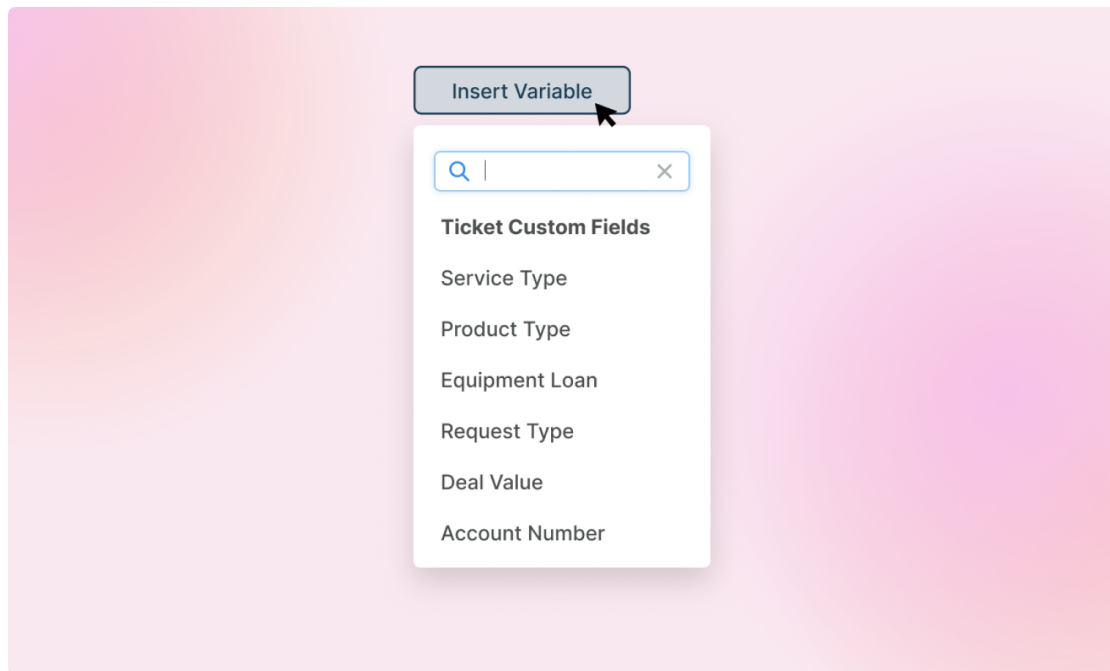 Insert Variable
Ticket Custom Fields
Service Type
Product Type
Equipment Loan
Request Type
Deal Value
Account Number